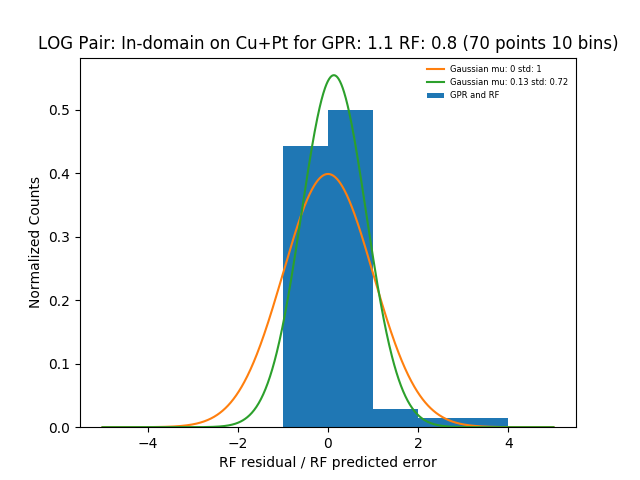 LOG Pair: In-domain on Cu+Pt for GPR: 1.1 RF: 0.8 (70 points 10 bins)
Gaussian mu: 0 std: 1
Gaussian mu: 0.13 std: 0.72
GPR and RF
Normalized Counts
0.5
0.4
0.3
0.2
0.1
0.0
−4
−2
0
2
4
RF residual / RF predicted error